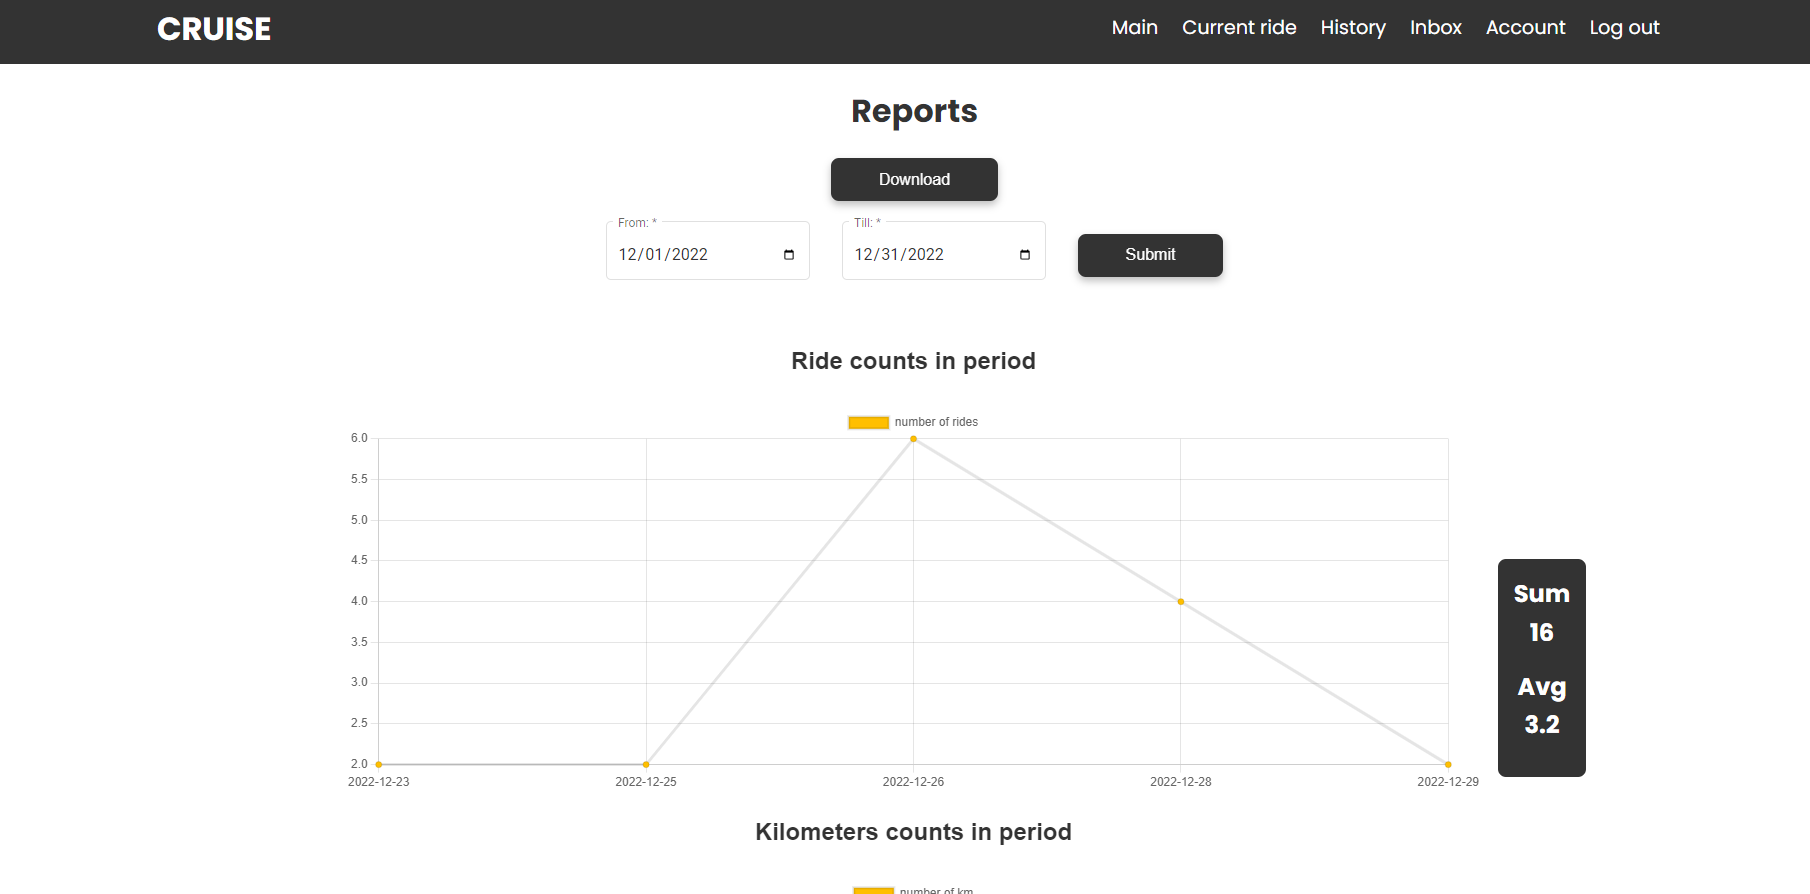 CRUISE
Main Current ride History Inbox Account Log out
Reports
Download
From: *
12/01/2022
Till: *
12/31/2022
Submit
Ride counts in period
number of rides
6.0
5.5
5.0
4.5
4.0
3.5
3.0
2.5
2.0
2022-12-23 2022-12-25 2022-12-26 2022-12-28 2022-12-29
Sum
16
Avg
3.2
Kilometers counts in period
number of km